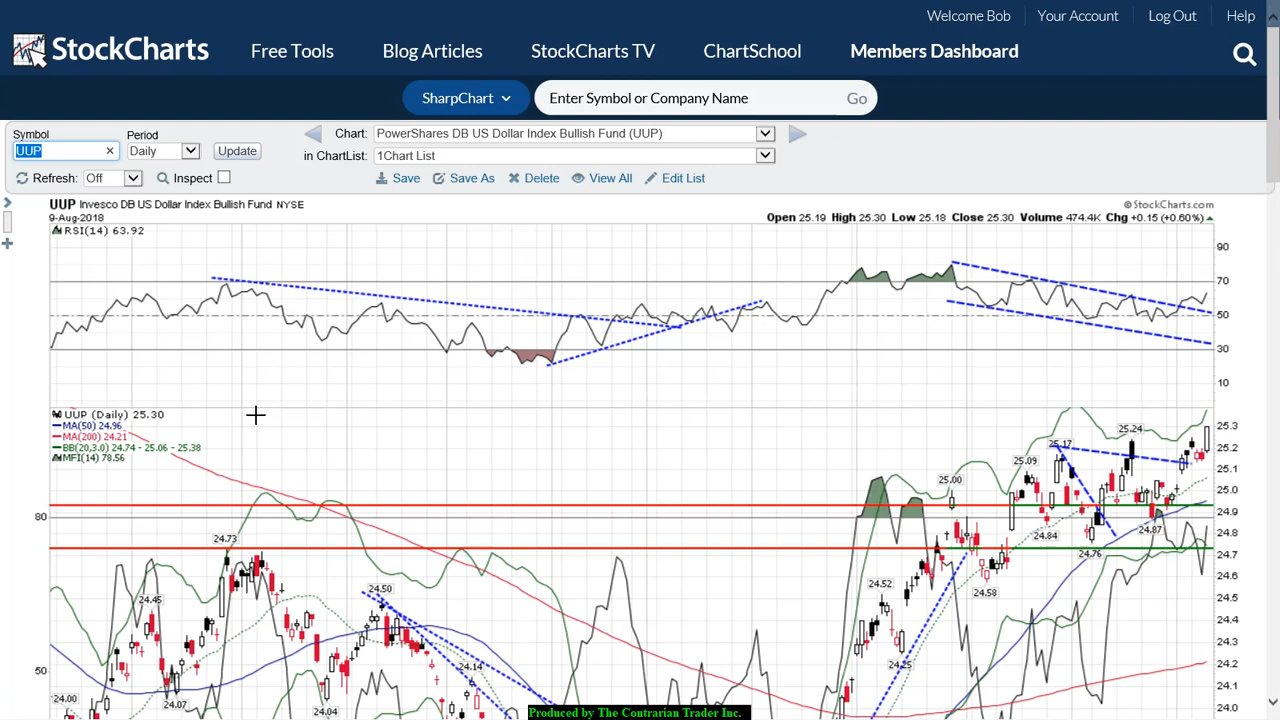 Welcome Bob Your Account Log Out Help
StockCharts Free Tools Blog Articles StockCharts TV ChartSchool Members Dashboard
SharpChart Enter Symbol or Company Name Go
Symbol Period Chart: PowerShares DB US Dollar Index Bullish Fund (UUP)
UUP × Daily Update in ChartList: 1Chart List
Refresh: Off Inspect Save Save As Delete View All Edit List
UUP Invesco DB US Dollar Index Bullish Fund NYSE © StockCharts.com
9-Aug-2018 Open 25.19 High 25.30 Low 25.18 Close 25.30 Volume 474.4K Chg +0.15 (+0.60%)
RSI(14) 63.92
90
70
50
30
10
UUP (Daily) 25.30
MA(50) 24.96
MA(200) 24.21
BB(20,3.0) 24.74 - 25.06 - 25.38
MFI(14) 78.56
25.3
25.2
25.1
25.0
24.9
24.8
24.7
24.6
24.5
24.4
24.3
24.2
24.1
24.0
80
50
24.00
24.45
24.07
24.73
24.04
24.50
24.14
24.52
24.25
25.00
24.58
25.09
24.84
25.17
24.76
25.24
24.87
Produced by The Contrarian Trader Inc.